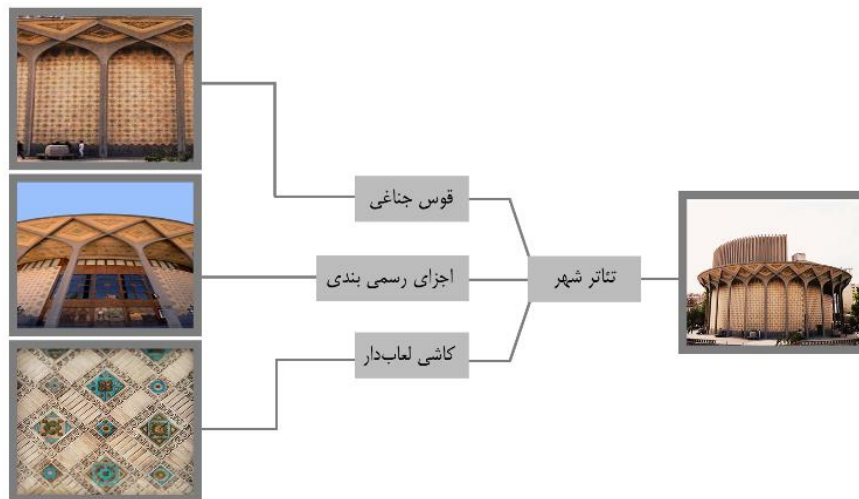 تئاتر شهر
قوس جناغی
اجزای رسمی بندی
کاشی لعاب‌دار